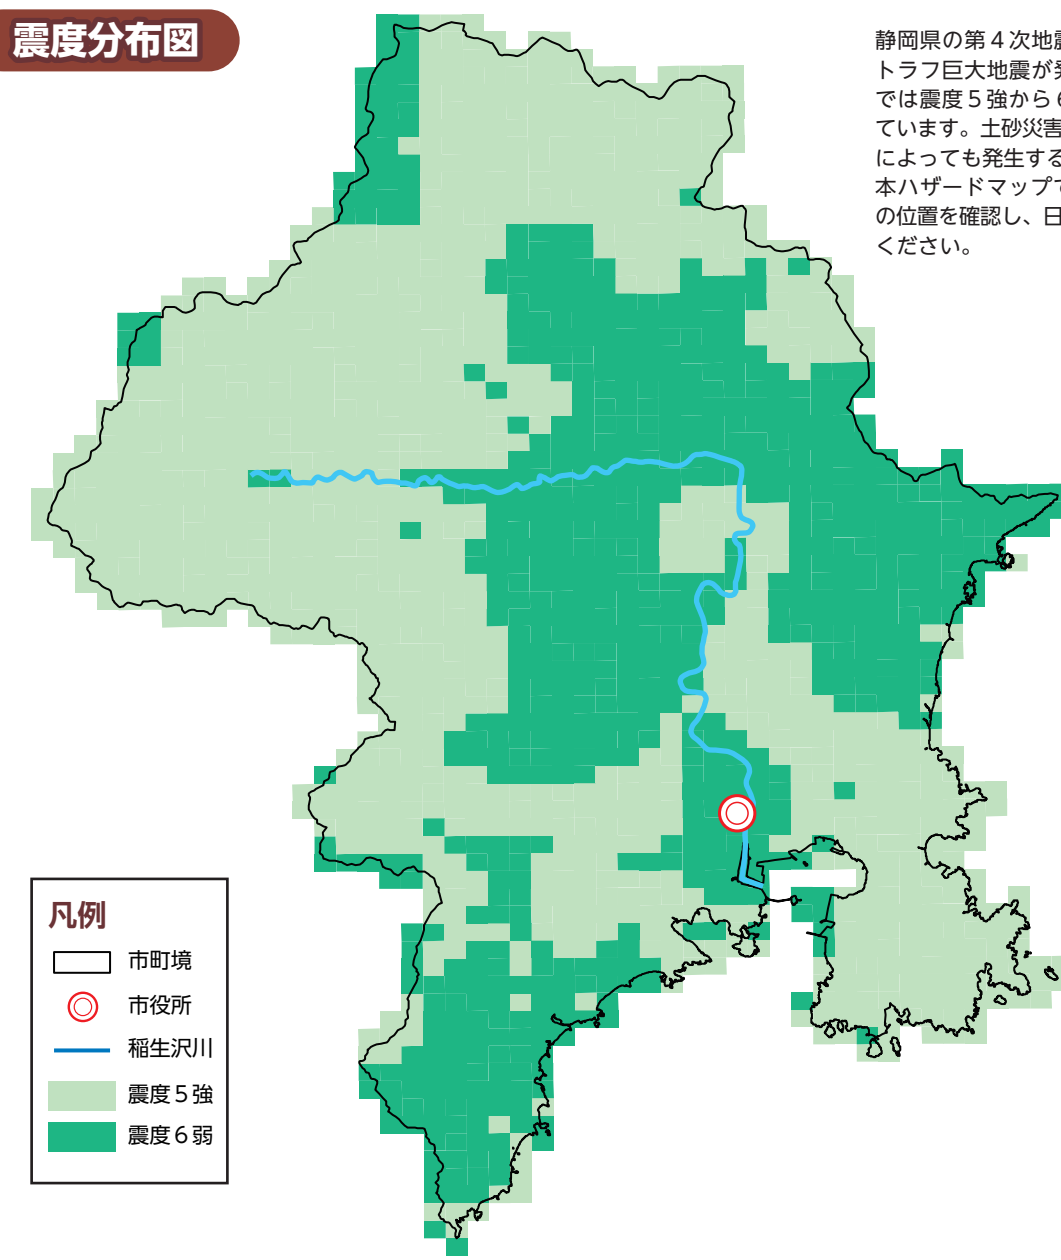 震度分布図
静岡県の第４次地震
トラフ巨大地震が発
では震度５強から６
ています。土砂災害
によっても発生する
本ハザードマップで
の位置を確認し、日
ください。
凡例
市町境
市役所
稲生沢川
震度５強
震度６弱